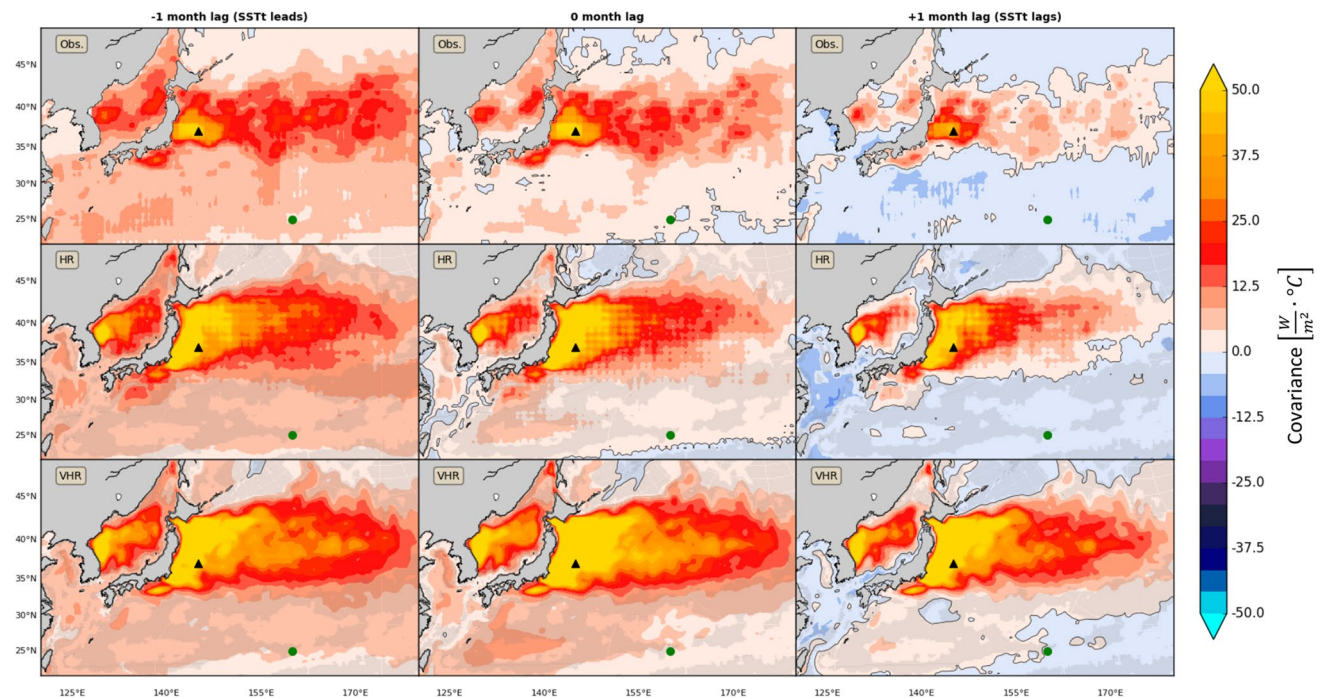 -1 month lag (SSTt leads) 0 month lag +1 month lag (SSTt lags)
Obs. Obs. Obs.
45°N
40°N
35°N
30°N
25°N
HR HR HR
45°N
40°N
35°N
30°N
25°N
VHR VHR VHR
45°N
40°N
35°N
30°N
25°N
125°E 140°E 155°E 170°E 125°E 140°E 155°E 170°E 125°E 140°E 155°E 170°E
50.0
37.5
25.0
12.5
0.0
-12.5
-25.0
-37.5
-50.0
Covariance [W/m² · °C]